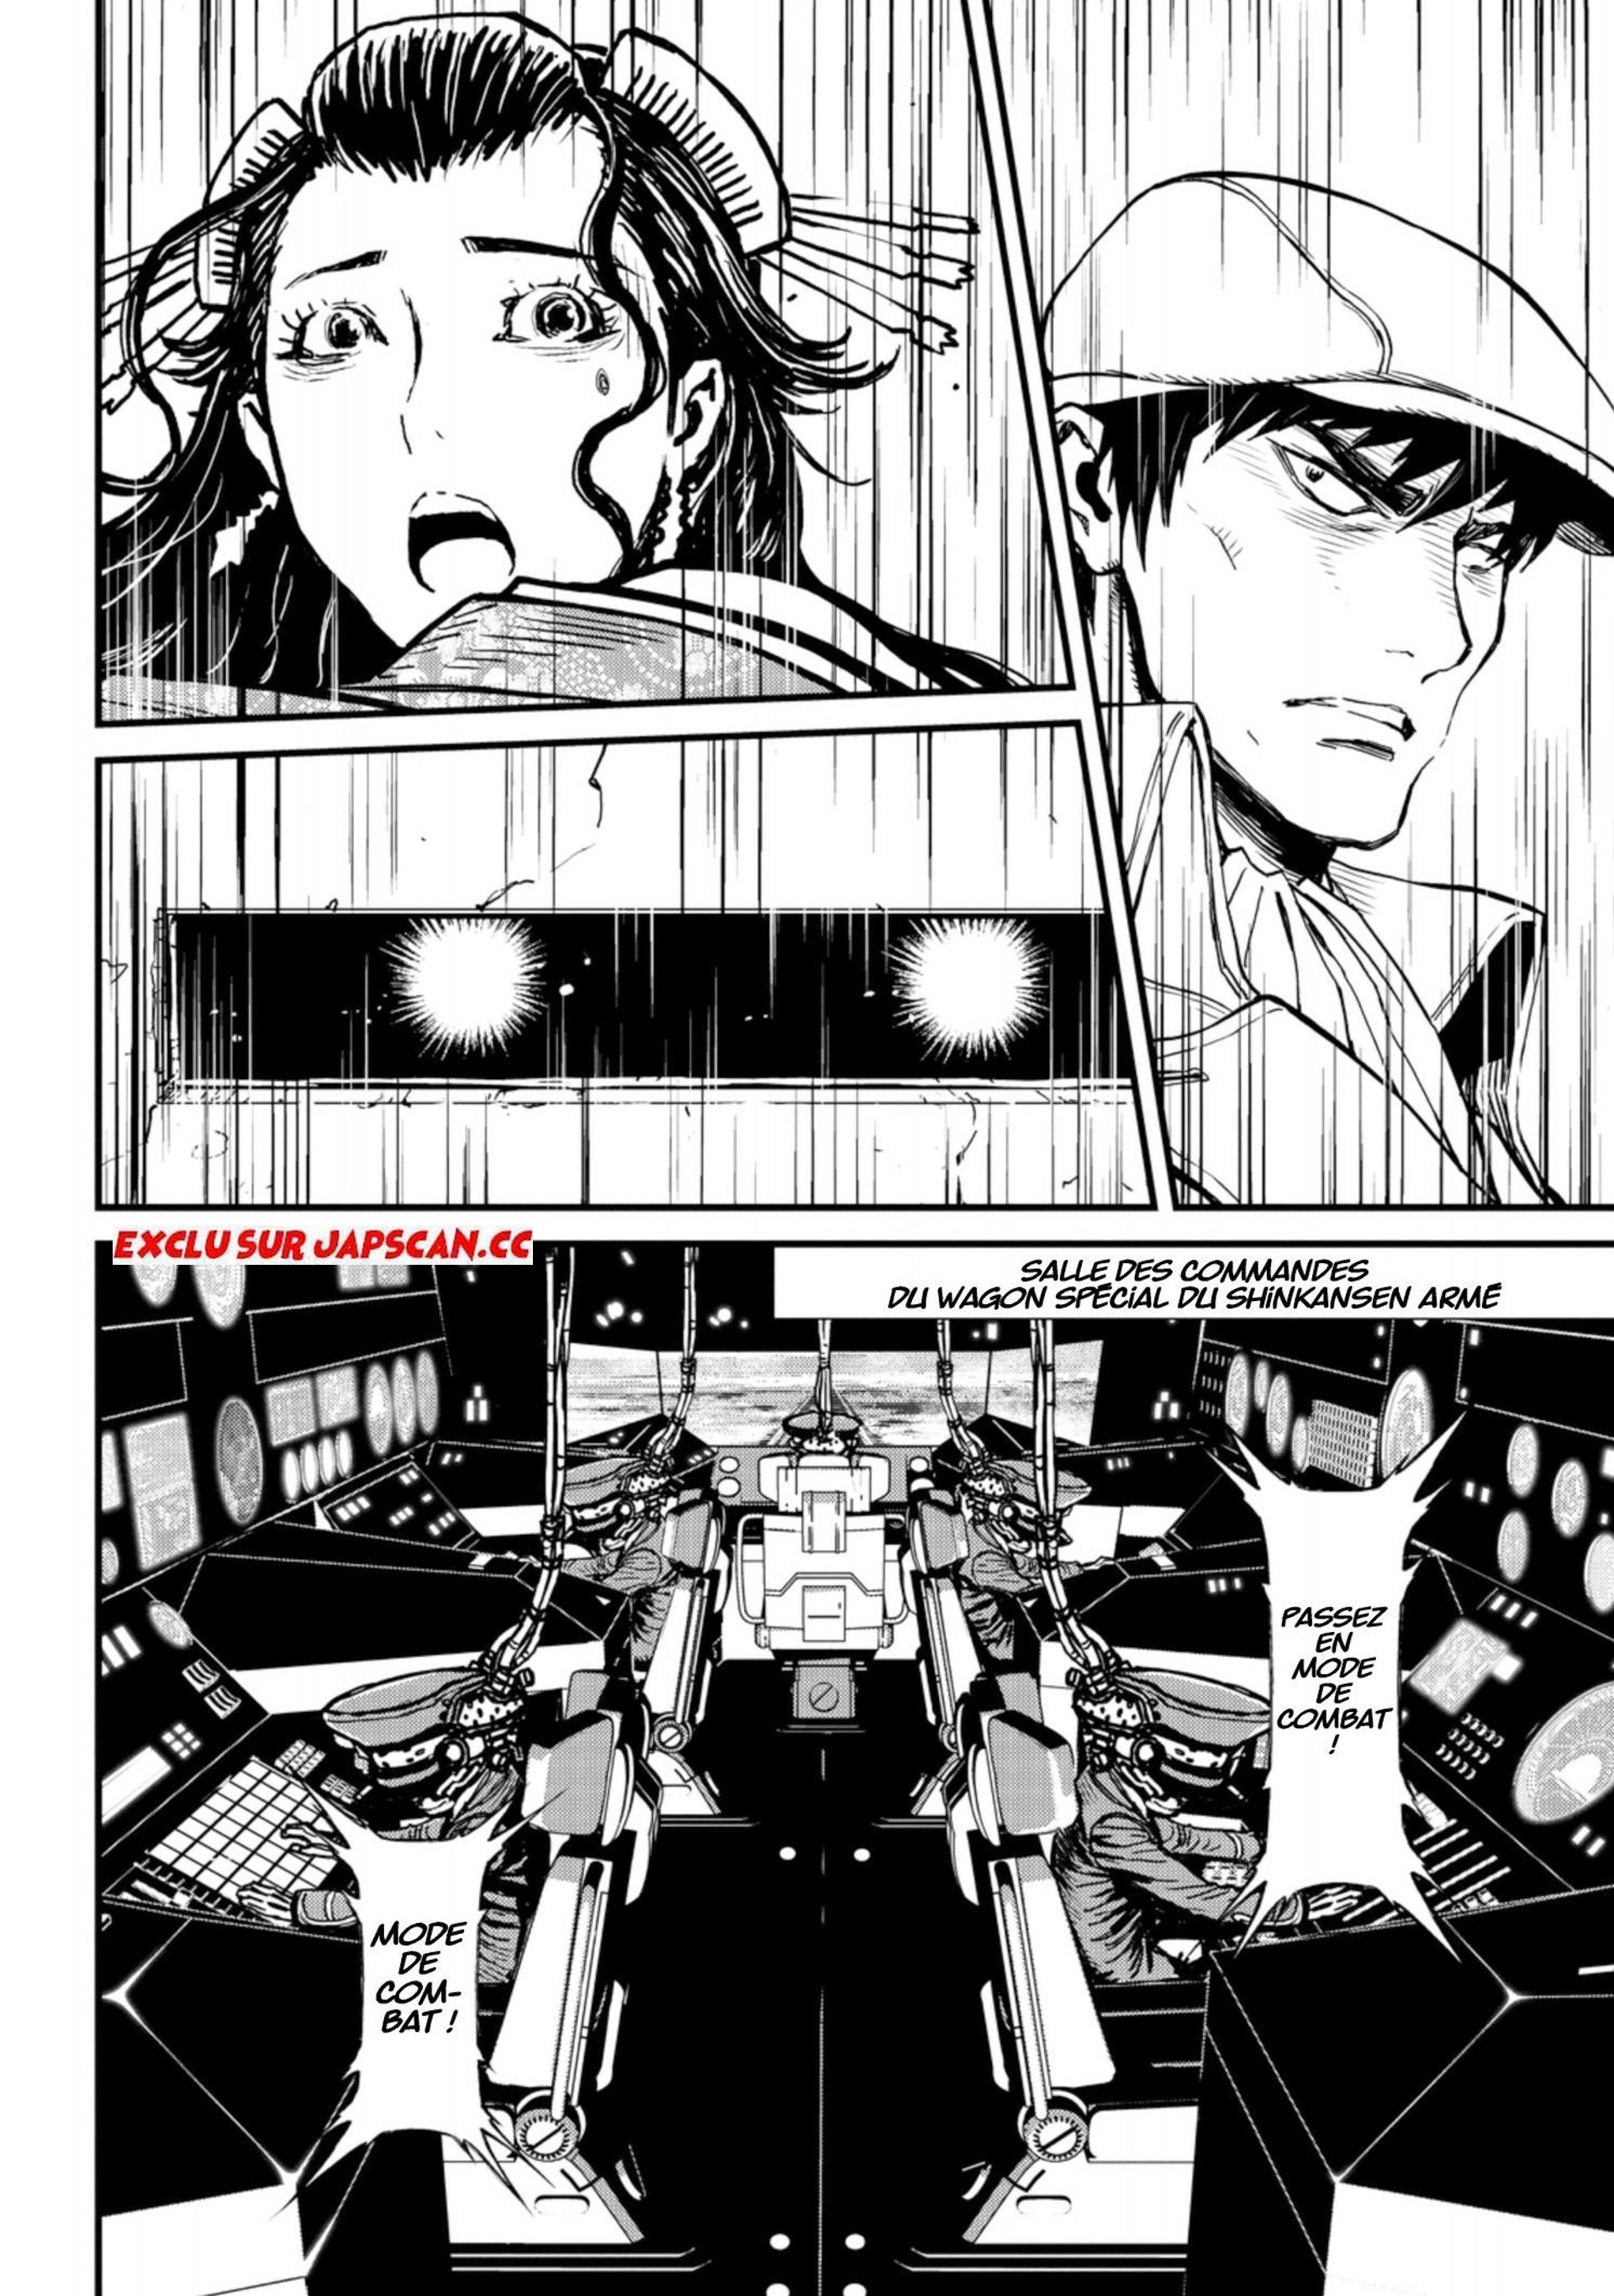 EXCLU SUR JAPSCAN.CC
SALLE DES COMMANDES
DU WAGON SPÉCIAL DU SHINKANSEN ARMÉ
PASSEZ
EN
MODE
DE
COMBAT
!
MODE
DE
COM-
BAT !